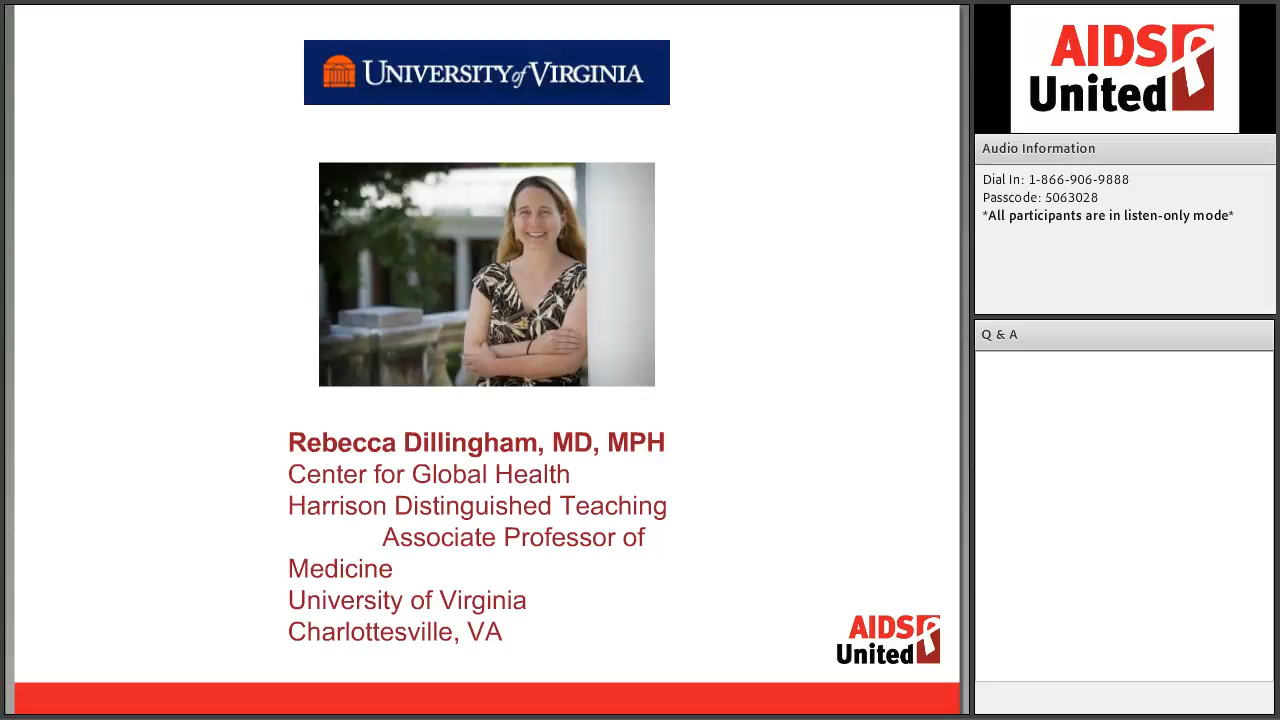 UNIVERSITY of VIRGINIA
Rebecca Dillingham, MD, MPH
Center for Global Health
Harrison Distinguished Teaching
Associate Professor of
Medicine
University of Virginia
Charlottesville, VA
AIDS
United
AIDS
United
Audio Information
Dial In: 1-866-906-9888
Passcode: 5063028
*All participants are in listen-only mode*
Q & A